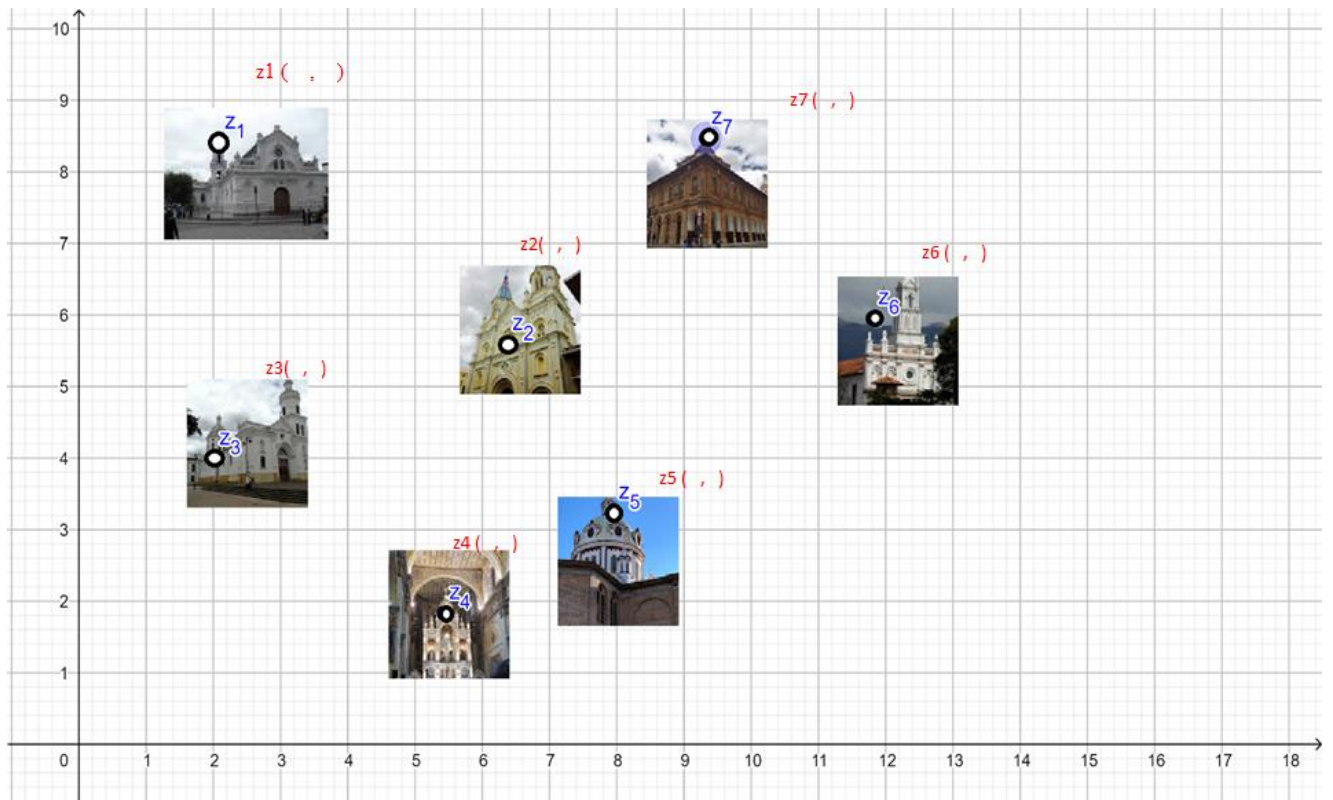 10
z1 ( , )
9
z7 ( , )
z1
z7
8
7
z2( , )
z6 ( , )
6
z6
z2
5
z3( , )
4
z3
z5 ( , )
3
z5
z4 ( , )
2
z4
1
0 1 2 3 4 5 6 7 8 9 10 11 12 13 14 15 16 17 18